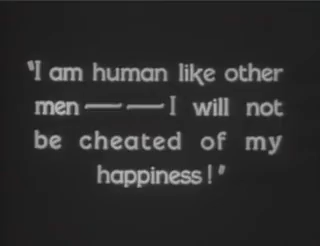 "I am human like other
men — — I will not
be cheated of my
happiness!"